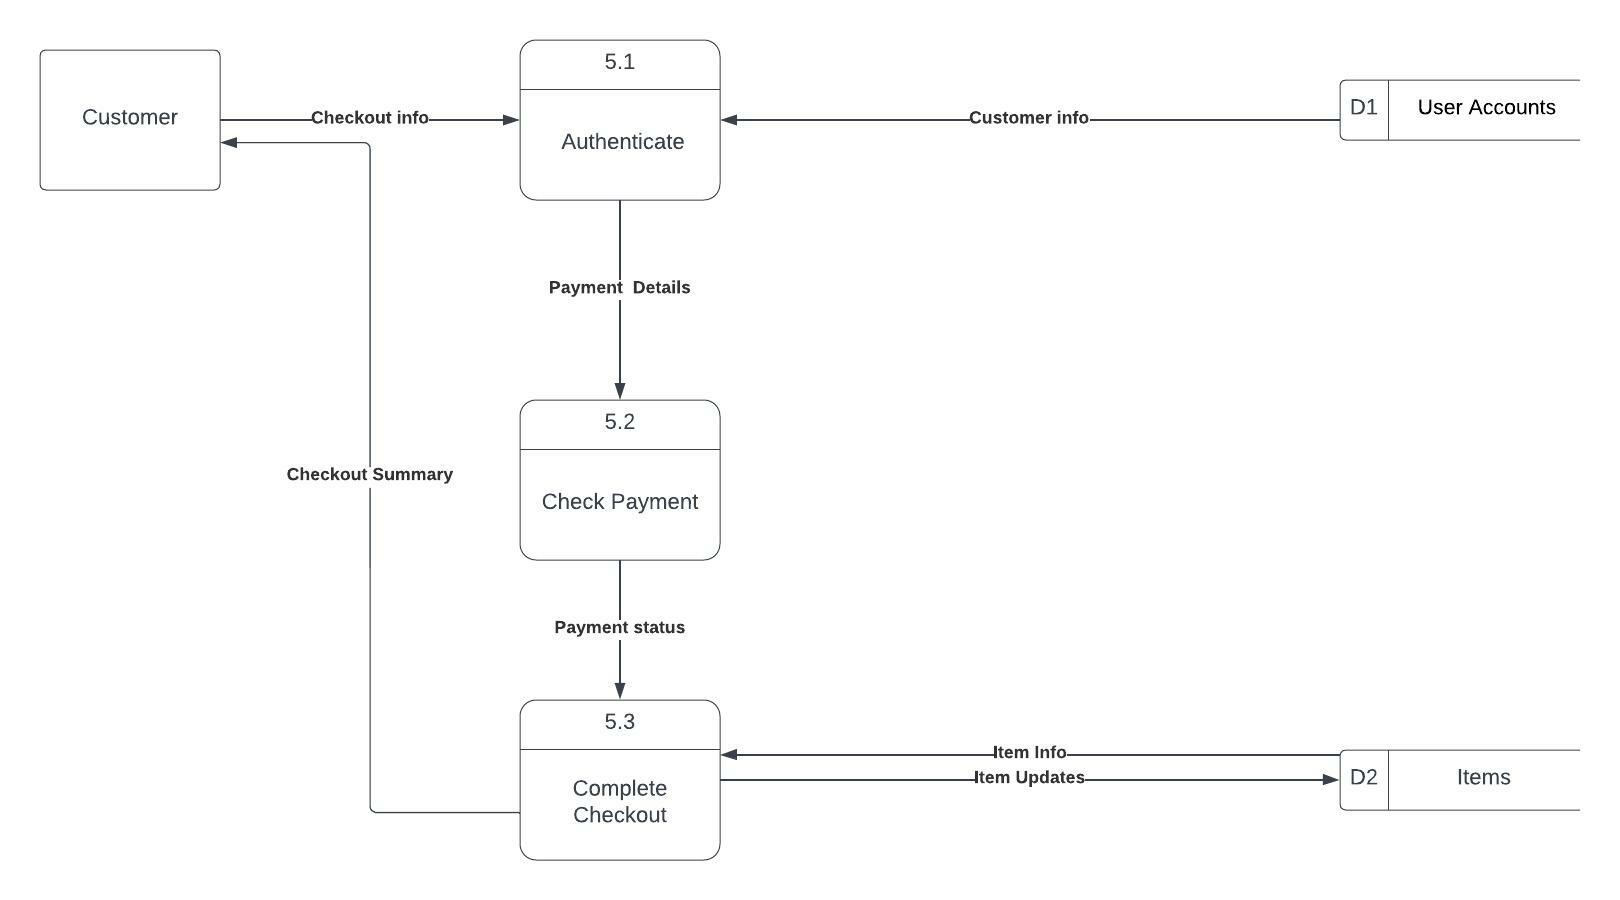 5.1
Customer
Checkout info
Authenticate
Customer info
D1
User Accounts
Payment  Details
5.2
Checkout Summary
Check Payment
Payment status
5.3
Complete
Checkout
Item Info
Item Updates
D2
Items